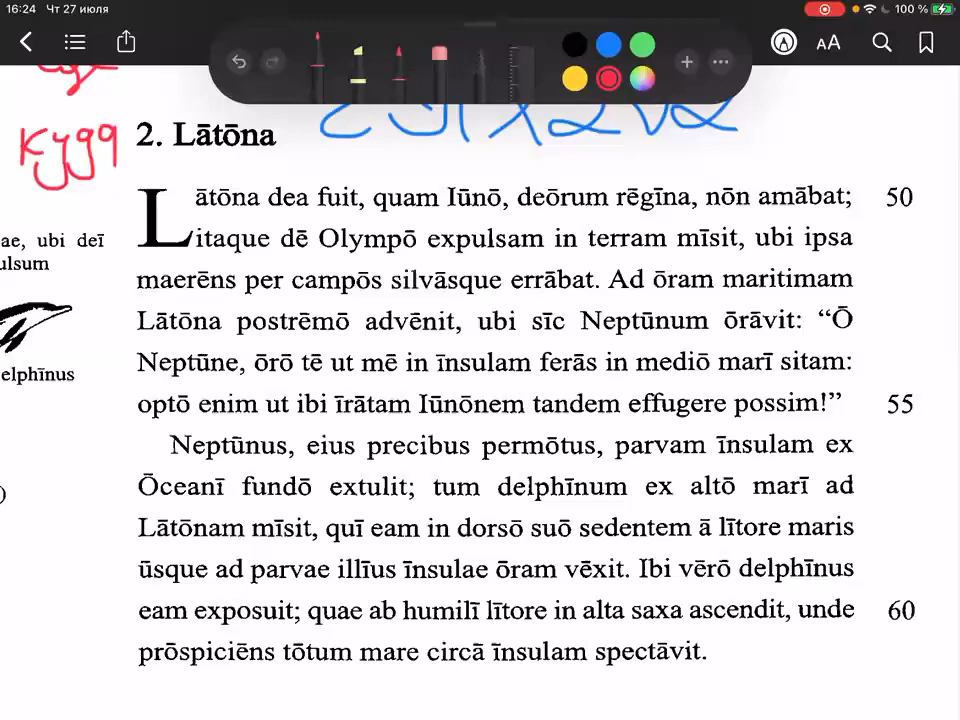 16:24 Чт 27 июля 100 %
AA
куда
2. Lātōna
Lātōna dea fuit, quam Iūnō, deōrum rēgīna, nōn amābat; 50
itaque dē Olympō expulsam in terram mīsit, ubi ipsa
ae, ubi deī
ulsum
maerēns per campōs silvāsque errābat. Ad ōram maritimam
Lātōna postrēmō advēnit, ubi sīc Neptūnum ōrāvit: “Ō
Neptūne, ōrō tē ut mē in īnsulam ferās in mediō marī sitam:
elphīnus
optō enim ut ibi īrātam Iūnōnem tandem effugere possim!” 55
Neptūnus, eius precibus permōtus, parvam īnsulam ex
Ōceanī fundō extulit; tum delphīnum ex altō marī ad
)
Lātōnam mīsit, quī eam in dorsō suō sedentem ā lītore maris
ūsque ad parvae illīus īnsulae ōram vēxit. Ibi vērō delphīnus
eam exposuit; quae ab humilī lītore in alta saxa ascendit, unde 60
prōspiciēns tōtum mare circā īnsulam spectāvit.